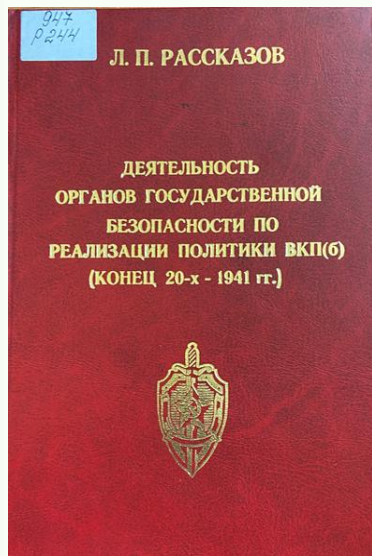 947
Р244
Л. П. РАССКАЗОВ
ДЕЯТЕЛЬНОСТЬ
ОРГАНОВ ГОСУДАРСТВЕННОЙ
БЕЗОПАСНОСТИ ПО
РЕАЛИЗАЦИИ ПОЛИТИКИ ВКП(б)
(КОНЕЦ 20-х - 1941 гг.)